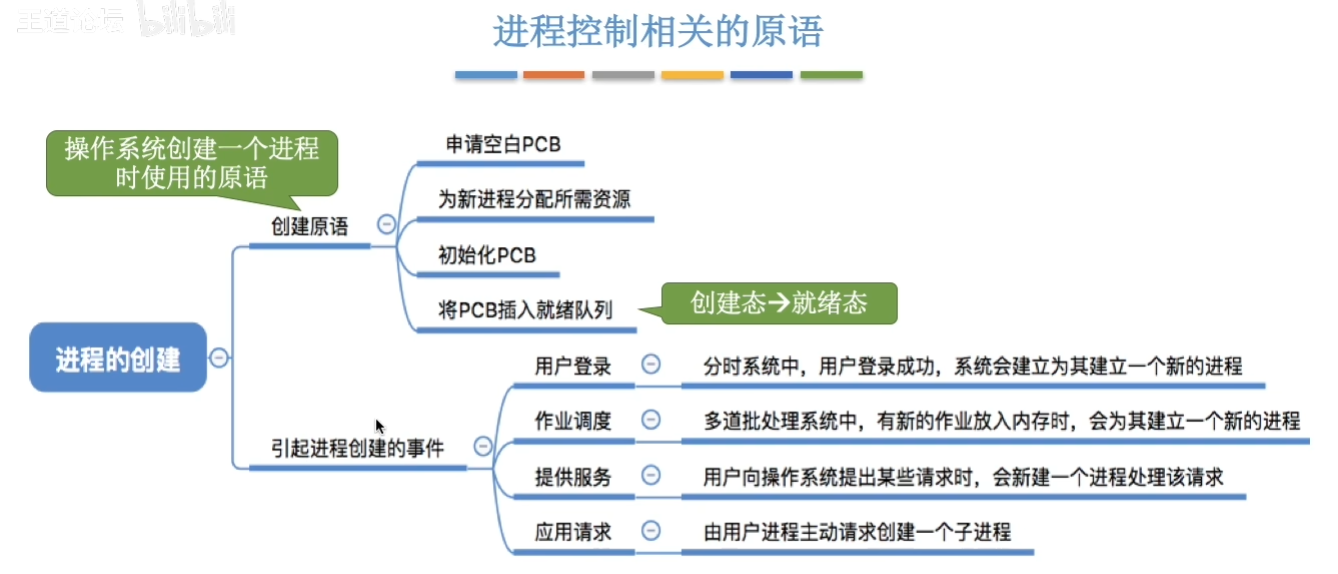 王道论坛 bilibili
进程控制相关的原语
操作系统创建一个进程
时使用的原语
申请空白PCB
为新进程分配所需资源
创建原语
初始化PCB
将PCB插入就绪队列
创建态→就绪态
进程的创建
用户登录
分时系统中，用户登录成功，系统会建立为其建立一个新的进程
作业调度
多道批处理系统中，有新的作业放入内存时，会为其建立一个新的进程
引起进程创建的事件
提供服务
用户向操作系统提出某些请求时，会新建一个进程处理该请求
应用请求
由用户进程主动请求创建一个子进程